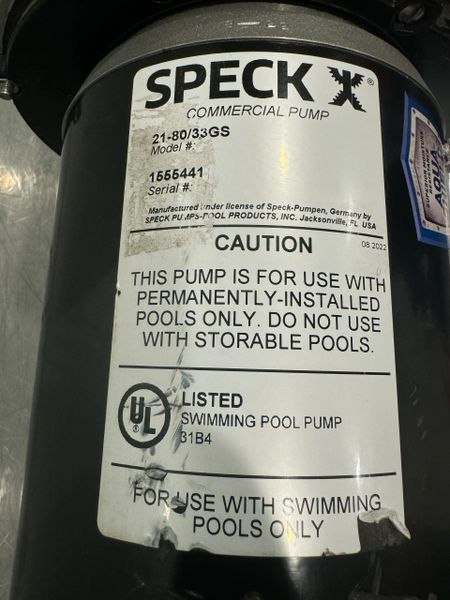 SPECK ®
COMMERCIAL PUMP
21-80/33GS
Model #:
1555441
Serial #:
Manufactured under license of Speck-Pumpen, Germany by
SPECK PUMPS-POOL PRODUCTS, INC. Jacksonville, FL USA
CAUTION
08 2022
THIS PUMP IS FOR USE WITH
PERMANENTLY-INSTALLED
POOLS ONLY. DO NOT USE
WITH STORABLE POOLS.
UL ®
LISTED
SWIMMING POOL PUMP
31B4
FOR USE WITH SWIMMING
POOLS ONLY
AQUA